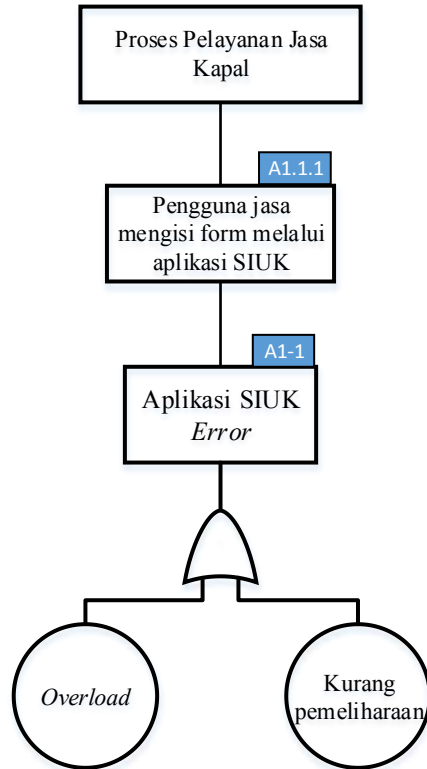 Proses Pelayanan Jasa
Kapal
A1.1.1
Pengguna jasa
mengisi form melalui
aplikasi SIUK
A1-1
Aplikasi SIUK
Error
Overload
Kurang
pemeliharaan